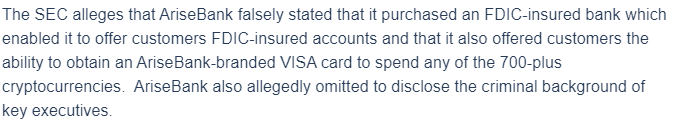 The SEC alleges that AriseBank falsely stated that it purchased an FDIC-insured bank which
enabled it to offer customers FDIC-insured accounts and that it also offered customers the
ability to obtain an AriseBank-branded VISA card to spend any of the 700-plus
cryptocurrencies.  AriseBank also allegedly omitted to disclose the criminal background of
key executives.